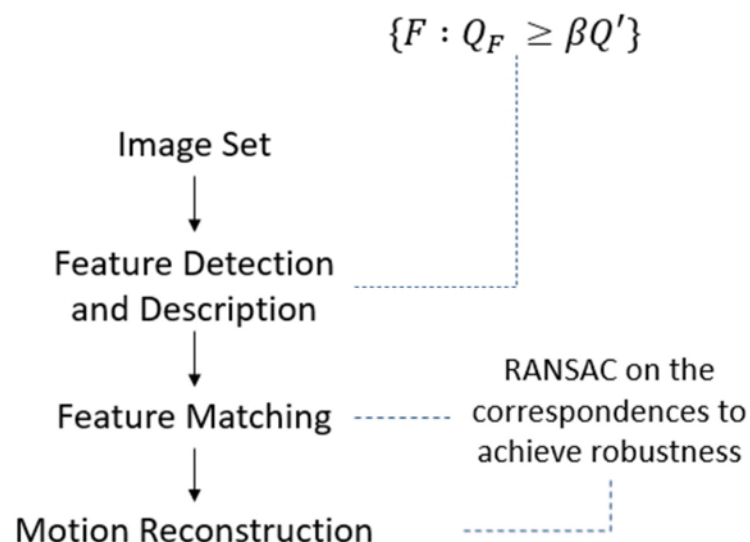 {F : Q_F ≥ βQ′}
Image Set
Feature Detection
and Description
Feature Matching
RANSAC on the
correspondences to
achieve robustness
Motion Reconstruction